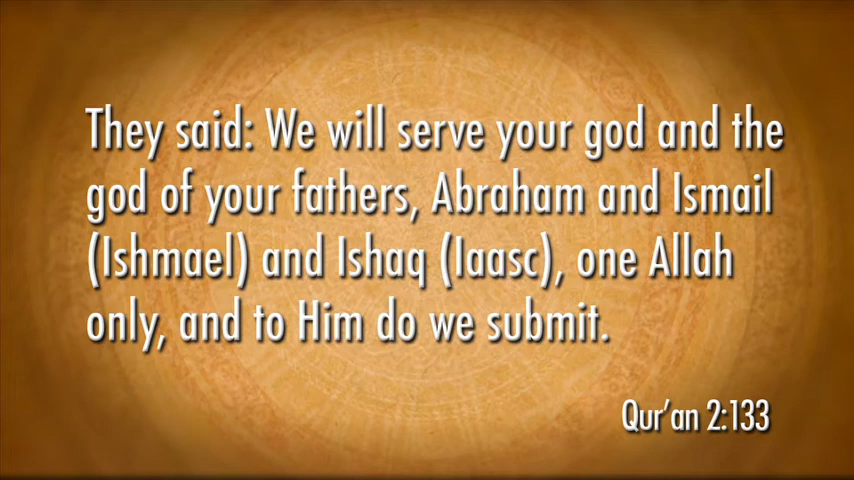 They said: We will serve your god and the
god of your fathers, Abraham and Ismail
(Ishmael) and Ishaq (Iaasc), one Allah
only, and to Him do we submit.
Qur’an 2:133